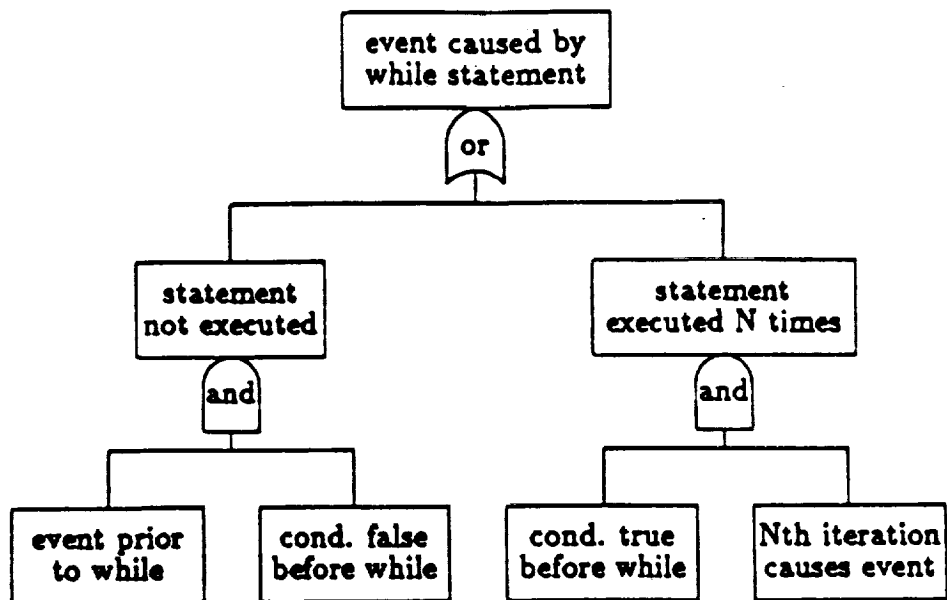 event caused by
while statement
or
statement
not executed
statement
executed N times
and
and
event prior
to while
cond. false
before while
cond. true
before while
Nth iteration
causes event